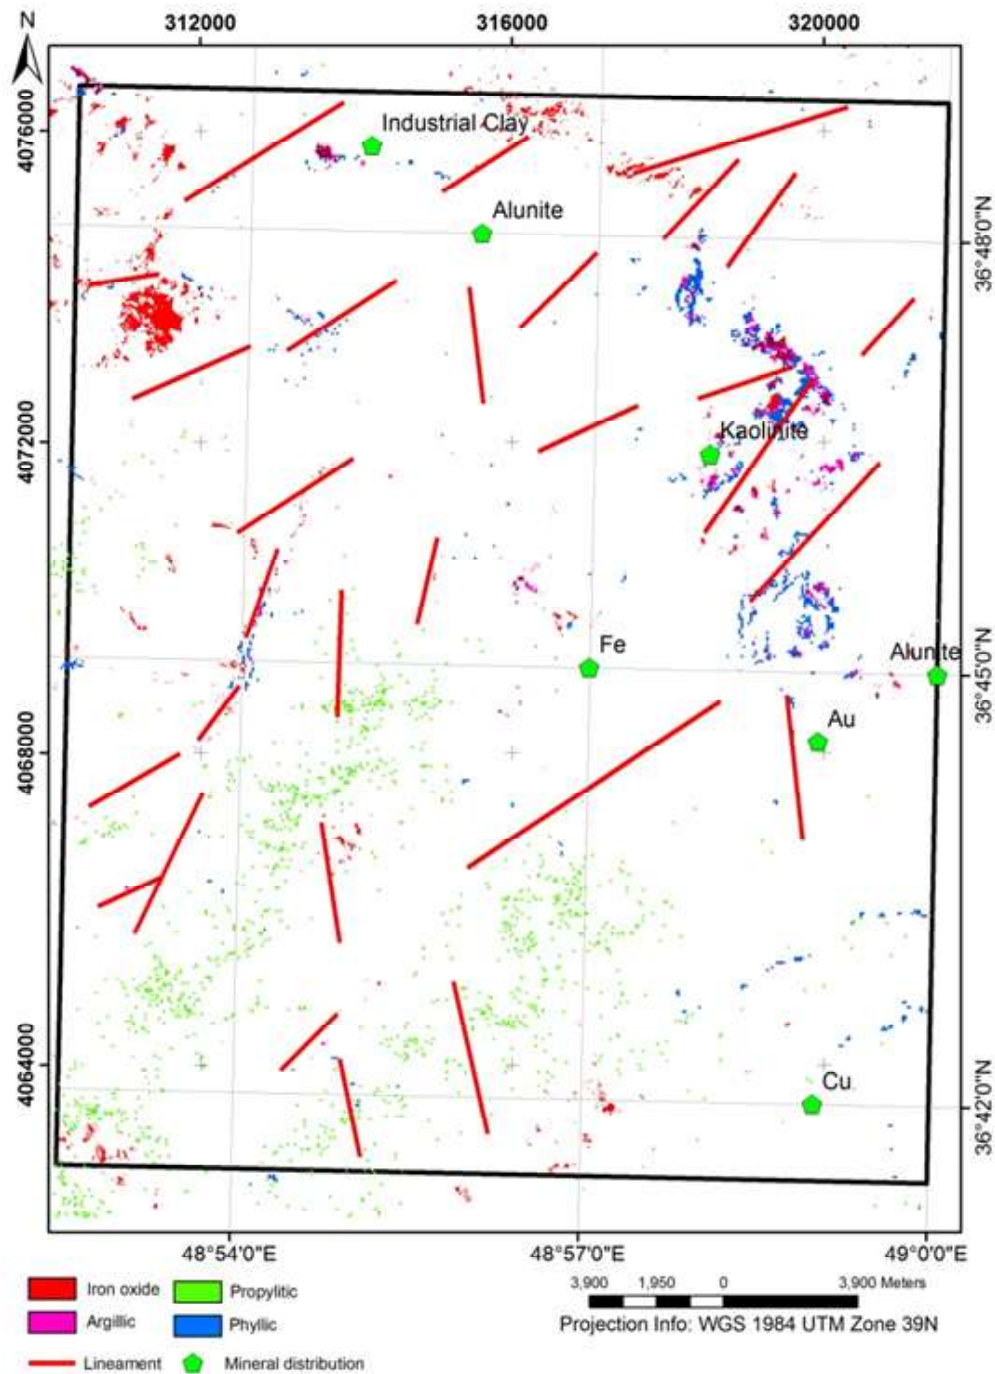 N
312000
316000
320000
4076000
Industrial Clay
Alunite
36°48'0"N
4072000
Kaolinite
Fe
Alunite
36°45'0"N
Au
4068000
4064000
Cu
36°42'0"N
48°54'0"E
48°57'0"E
49°0'0"E
Iron oxide
Propylitic
3,900 1,950 0 3,900 Meters
Argillic
Phyllic
Projection Info: WGS 1984 UTM Zone 39N
Lineament
Mineral distribution